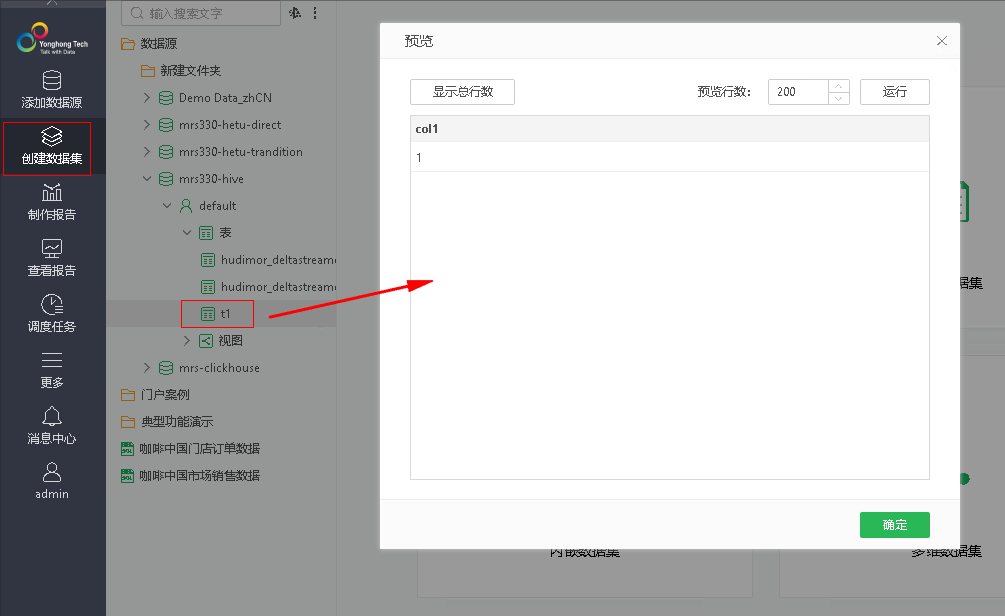 Yonghong Tech
Talk with Data
添加数据源
创建数据集
制作报告
查看报告
调度任务
更多
消息中心
admin
输入搜索文字
数据源
新建文件夹
Demo Data_zhCN
mrs330-hetu-direct
mrs330-hetu-trandition
mrs330-hive
default
表
hudimor_deltastreame
hudimor_deltastreame
t1
视图
mrs-clickhouse
门户案例
典型功能演示
咖啡中国门店订单数据
咖啡中国市场销售数据
预览
显示总行数
预览行数: 200
运行
col1
1
确定
据集
内嵌数据集
多维数据集